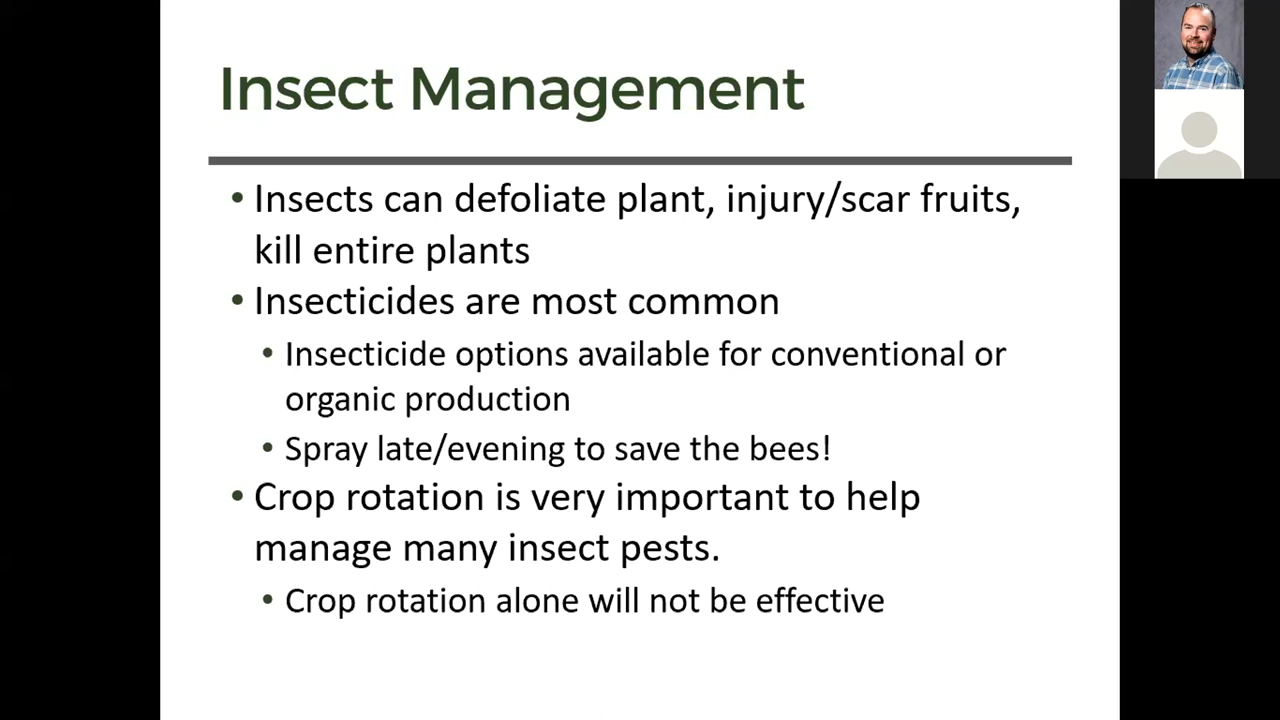 Insect Management
• Insects can defoliate plant, injury/scar fruits,
kill entire plants
• Insecticides are most common
• Insecticide options available for conventional or
organic production
• Spray late/evening to save the bees!
• Crop rotation is very important to help
manage many insect pests.
• Crop rotation alone will not be effective